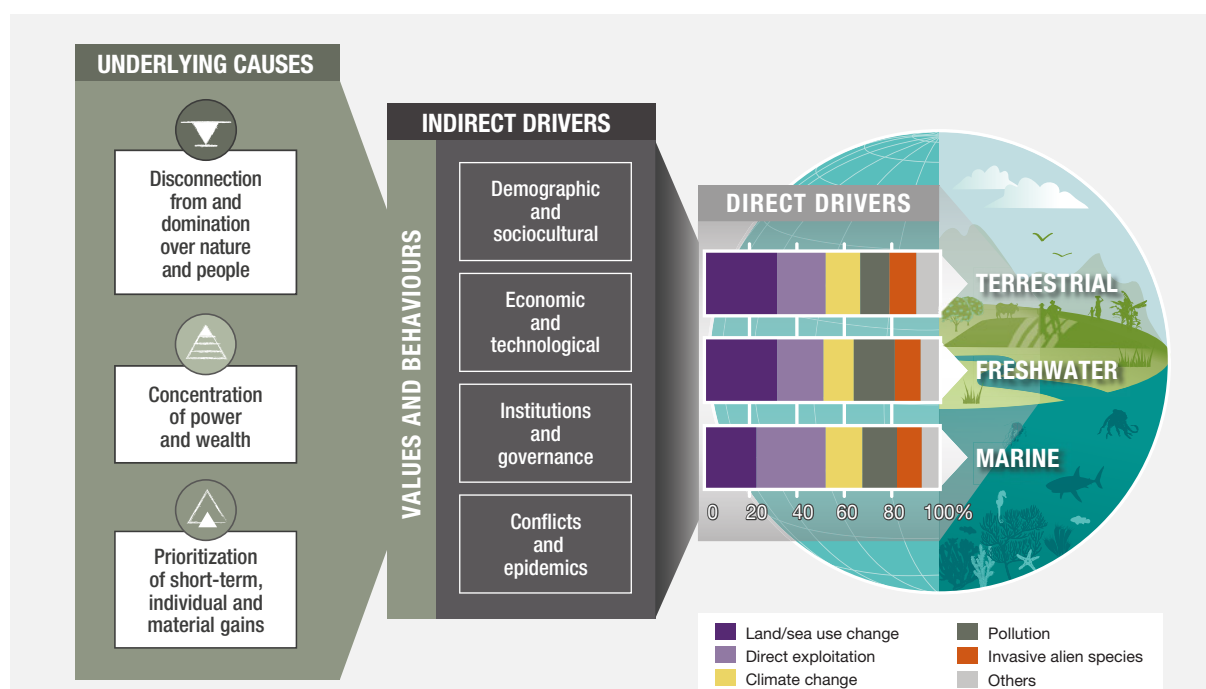 UNDERLYING CAUSES
Disconnection
from and
domination
over nature
and people
Concentration
of power
and wealth
Prioritization
of short-term,
individual and
material gains
VALUES AND BEHAVIOURS
INDIRECT DRIVERS
Demographic
and
sociocultural
Economic
and
technological
Institutions
and
governance
Conflicts
and
epidemics
DIRECT DRIVERS
TERRESTRIAL
FRESHWATER
MARINE
0 20 40 60 80 100%
Land/sea use change
Direct exploitation
Climate change
Pollution
Invasive alien species
Others